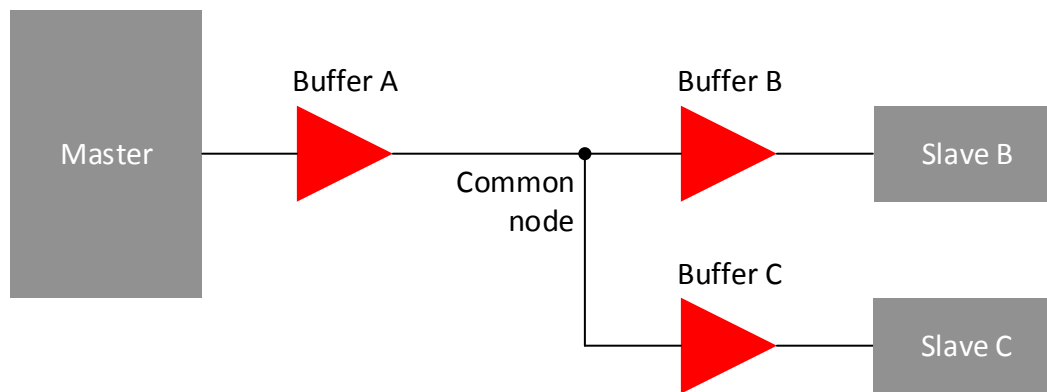 Buffer A
Buffer B
Master
Slave B
Common
node
Buffer C
Slave C